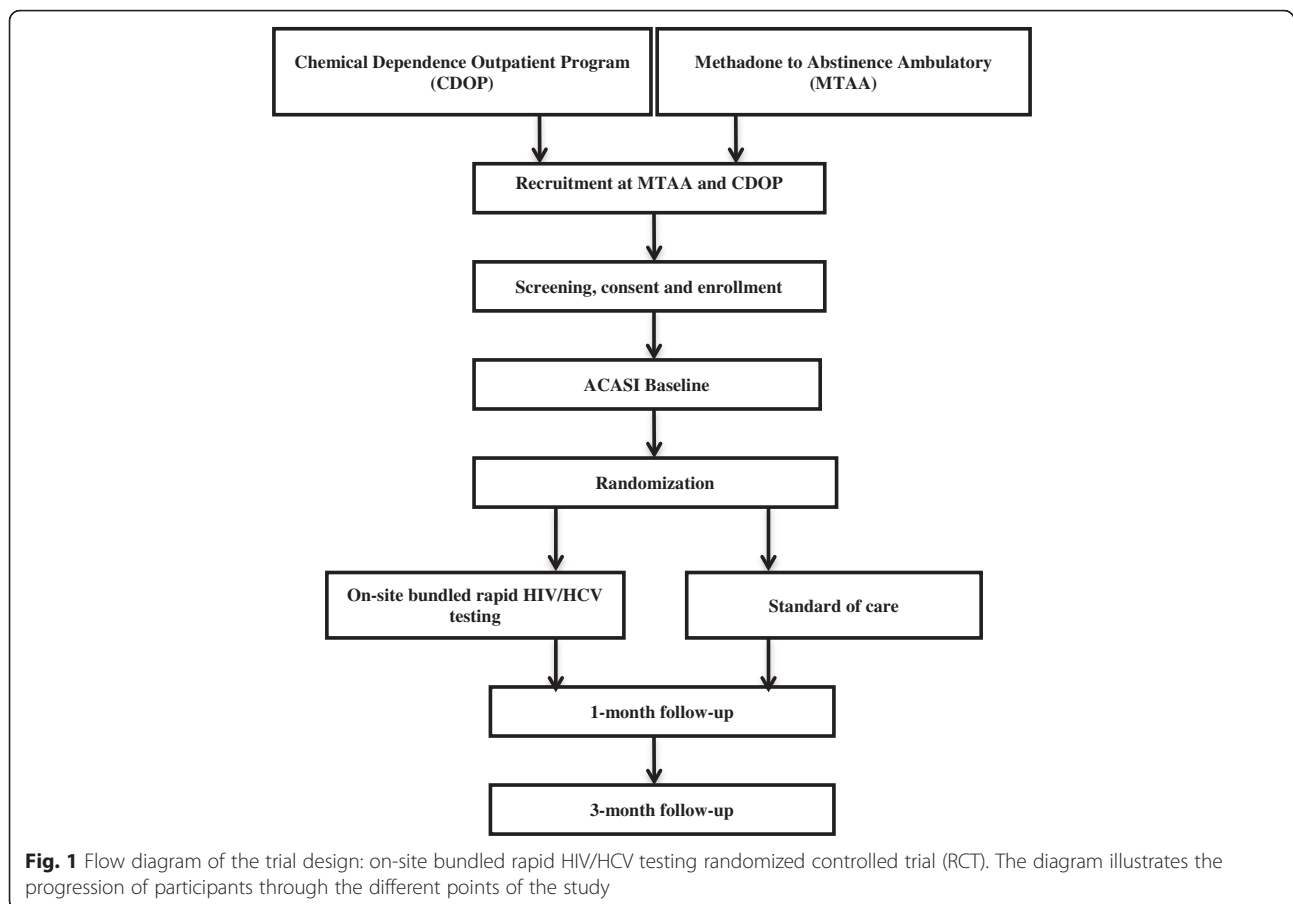 Chemical Dependence Outpatient Program
(CDOP)
Methadone to Abstinence Ambulatory
(MTAA)
Recruitment at MTAA and CDOP
Screening, consent and enrollment
ACASI Baseline
Randomization
On-site bundled rapid HIV/HCV
testing
Standard of care
1-month follow-up
3-month follow-up
Fig. 1 Flow diagram of the trial design: on-site bundled rapid HIV/HCV testing randomized controlled trial (RCT). The diagram illustrates the
progression of participants through the different points of the study